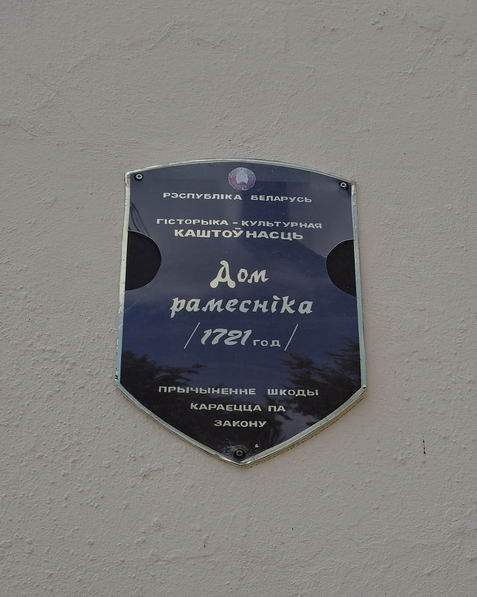 РЭСПУБЛІКА БЕЛАРУСЬ
ГІСТОРЫКА - КУЛЬТУРНАЯ
КАШТОЎНАСЦЬ
Дом
рамесніка
/1721 год/
ПРЫЧЫНЕННЕ ШКОДЫ
КАРАЕЦЦА ПА
ЗАКОНУ